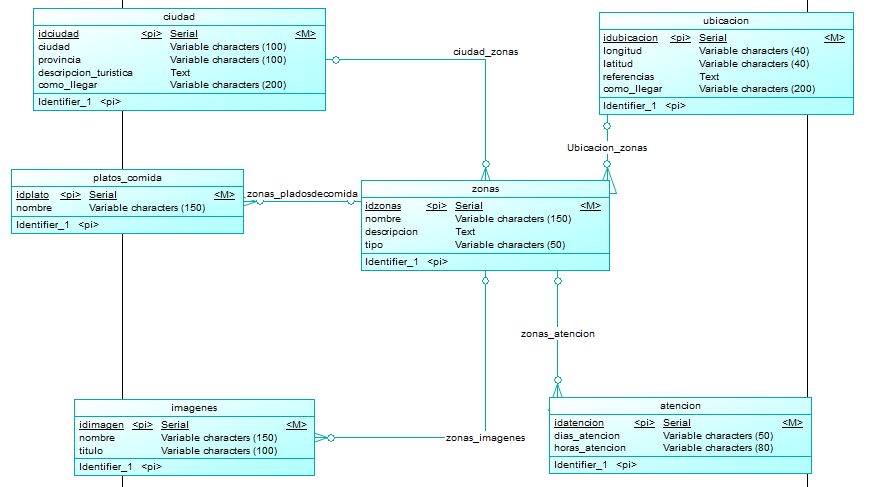 ciudad
idciudad <pi> Serial <M>
ciudad Variable characters (100)
provincia Variable characters (100)
descripcion_turistica Text
como_llegar Variable characters (200)
Identifier_1 <pi>
ubicacion
idubicacion <pi> Serial <M>
longitud Variable characters (40)
latitud Variable characters (40)
referencias Text
como_llegar Variable characters (200)
Identifier_1 <pi>
ciudad_zonas
Ubicacion_zonas
platos_comida
idplato <pi> Serial <M>
nombre Variable characters (150)
Identifier_1 <pi>
zonas_pladosdecomida
zonas
idzonas <pi> Serial <M>
nombre Variable characters (150)
descripcion Text
tipo Variable characters (50)
Identifier_1 <pi>
zonas_atencion
imagenes
idimagen <pi> Serial <M>
nombre Variable characters (150)
titulo Variable characters (100)
Identifier_1 <pi>
zonas_imagenes
atencion
idatencion <pi> Serial <M>
dias_atencion Variable characters (50)
horas_atencion Variable characters (80)
Identifier_1 <pi>